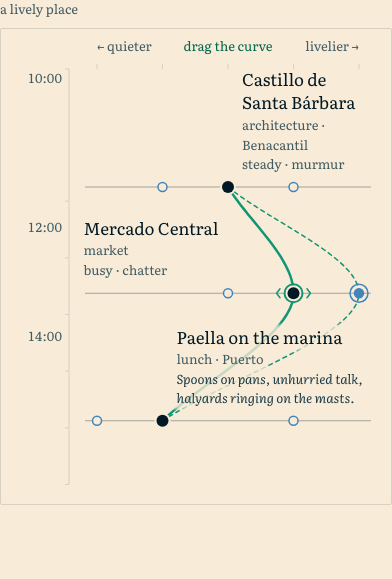 a lively place
← quieter drag the curve livelier →
10:00
Castillo de
Santa Bárbara
architecture ·
Benacantil
steady · murmur
12:00
Mercado Central
market
busy · chatter
14:00
Paella on the marina
lunch · Puerto
Spoons on pans, unhurried talk,
halyards ringing on the masts.